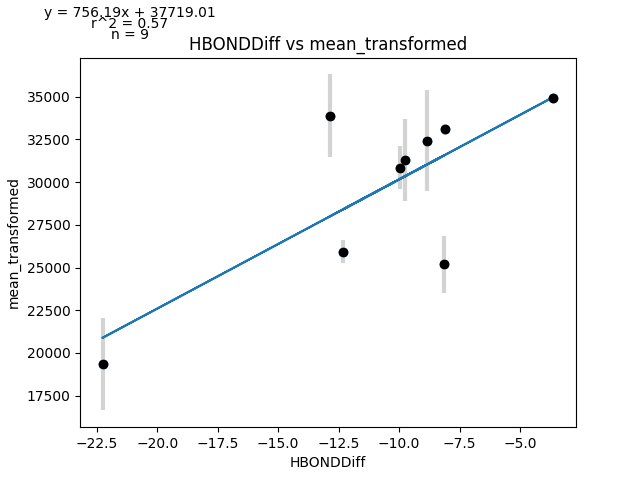 y = 756.19x + 37719.01
r^2 = 0.57
n = 9
HBONDDiff vs mean_transformed
35000
32500
30000
27500
25000
22500
20000
17500
mean_transformed
−22.5 −20.0 −17.5 −15.0 −12.5 −10.0 −7.5 −5.0
HBONDDiff